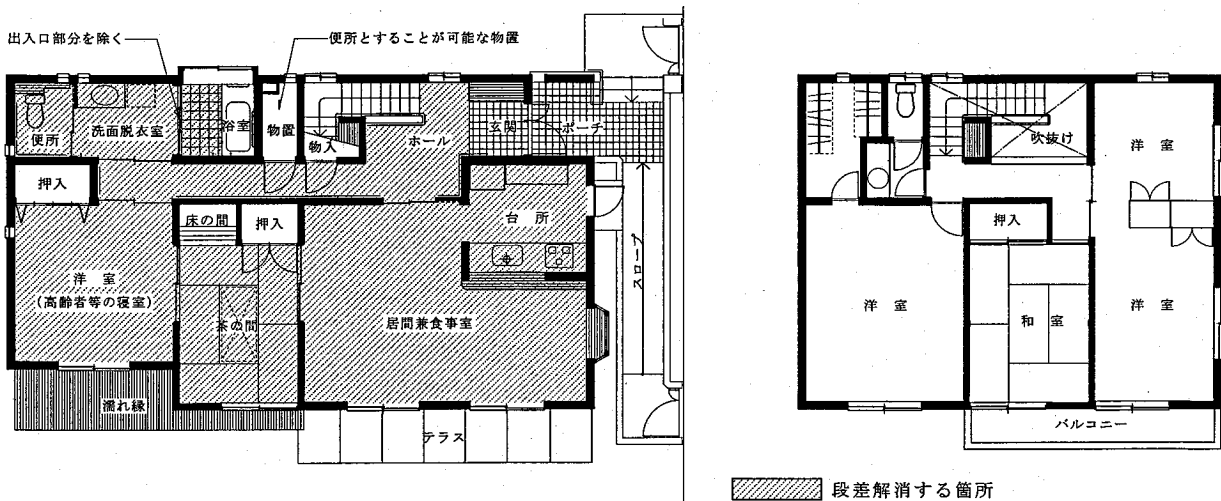 出入口部分を除く
便所とすることが可能な物置
便所
洗面脱衣室
浴室
物置
物入
ホール
玄関
ポーチ
押入
床の間
押入
台所
洋室
(高齢者等の寝室)
茶の間
居間兼食事室
スロープ
濡れ縁
テラス
吹抜け
洋室
押入
洋室
和室
洋室
バルコニー
段差解消する箇所